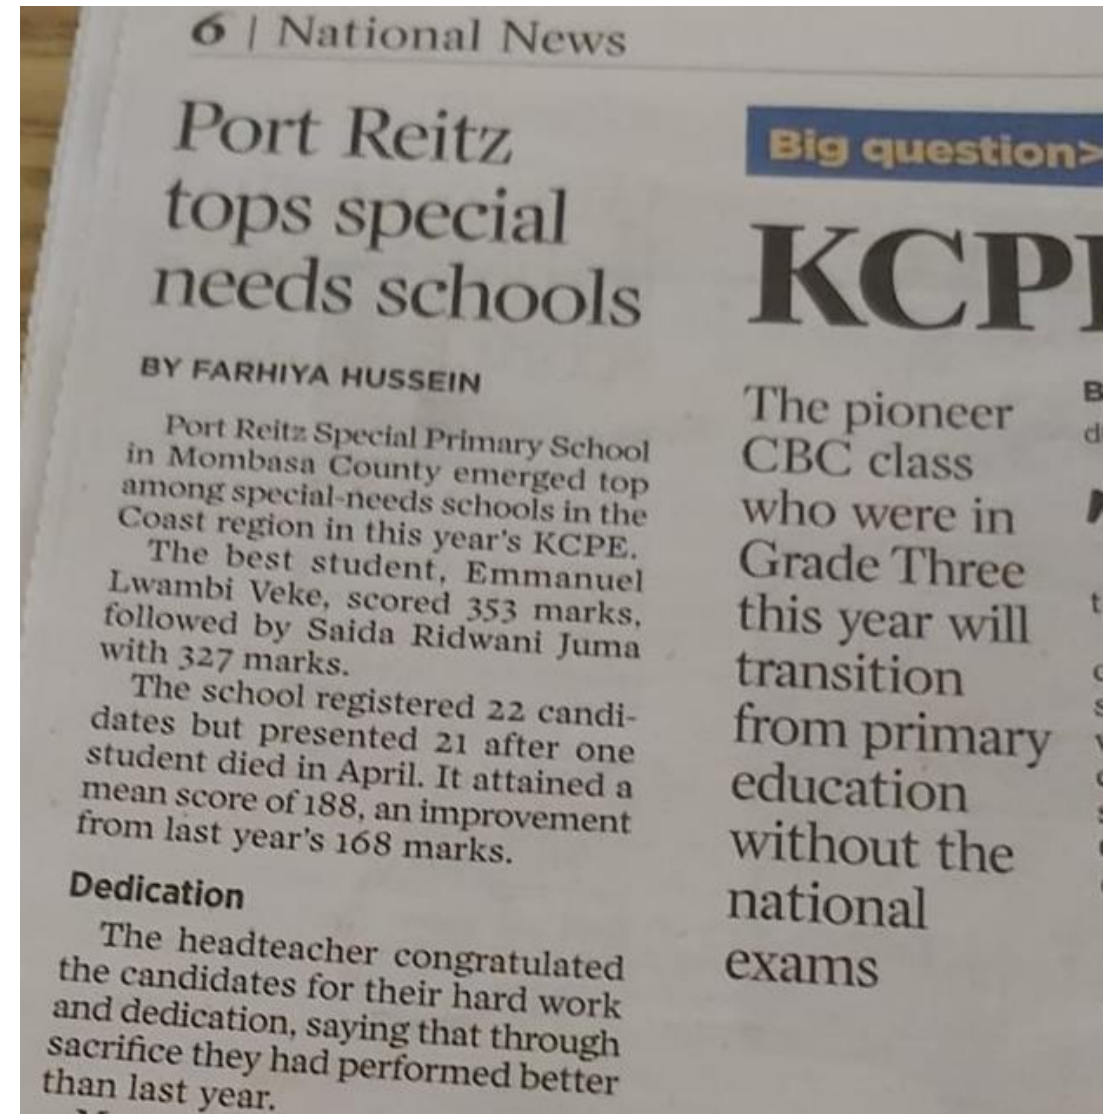 6 | National News
Port Reitz
tops special
needs schools
BY FARHIYA HUSSEIN
Port Reitz Special Primary School
in Mombasa County emerged top
among special-needs schools in the
Coast region in this year's KCPE.
The best student, Emmanuel
Lwambi Veke, scored 353 marks,
followed by Saida Ridwani Juma
with 327 marks.
The school registered 22 candi-
dates but presented 21 after one
student died in April. It attained a
mean score of 188, an improvement
from last year's 168 marks.
Dedication
The headteacher congratulated
the candidates for their hard work
and dedication, saying that through
sacrifice they had performed better
than last year.
Big question>
KCP
The pioneer
CBC class
who were in
Grade Three
this year will
transition
from primary
education
without the
national
exams